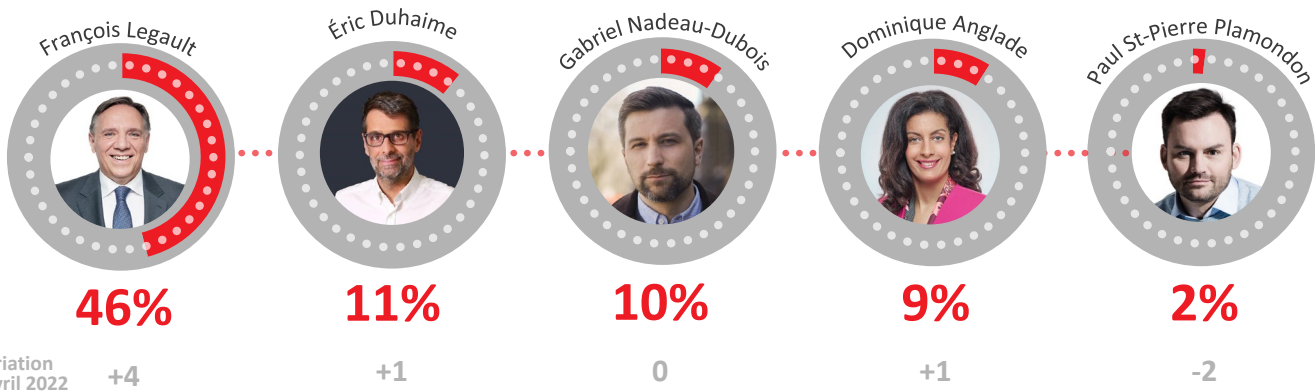 François Legault
Éric Duhaime
Gabriel Nadeau-Dubois
Dominique Anglade
Paul St-Pierre Plamondon
46%
11%
10%
9%
2%
riation
vril 2022
+4
+1
0
+1
-2